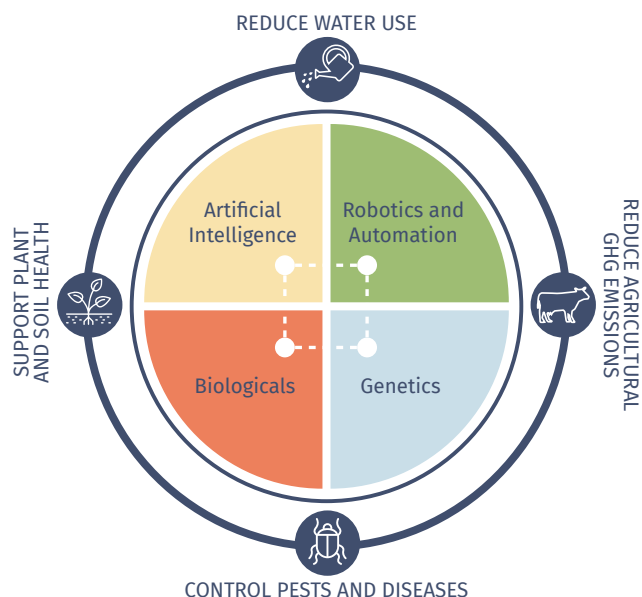 REDUCE WATER USE
Artificial
Intelligence
Robotics and
Automation
SUPPORT PLANT
AND SOIL HEALTH
REDUCE AGRICULTURAL
GHG EMISSIONS
Biologicals
Genetics
CONTROL PESTS AND DISEASES